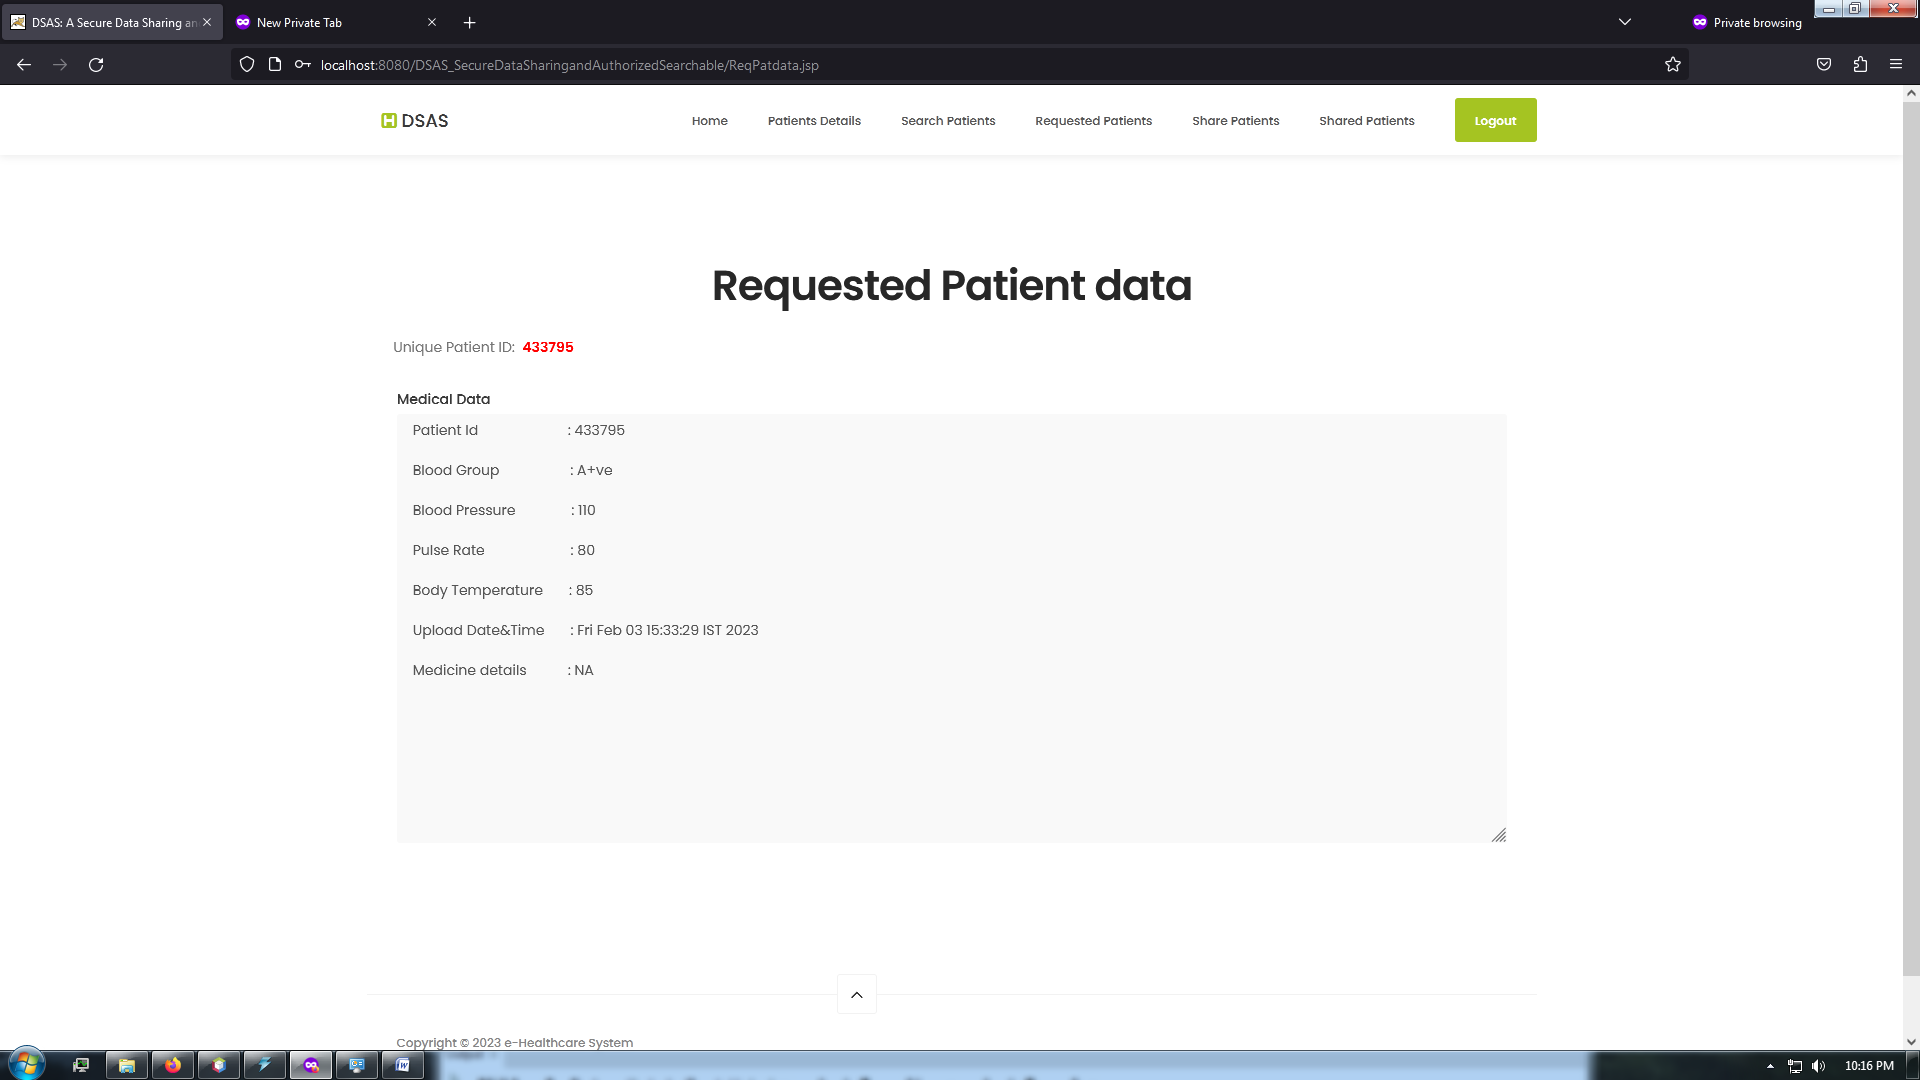 DSAS: A Secure Data Sharing an
New Private Tab
Private browsing
localhost:8080/DSAS_SecureDataSharingandAuthorizedSearchable/ReqPatdata.jsp
H DSAS
Home
Patients Details
Search Patients
Requested Patients
Share Patients
Shared Patients
Logout
Requested Patient data
Unique Patient ID: 433795
Medical Data
Patient Id : 433795
Blood Group : A+ve
Blood Pressure : 110
Pulse Rate : 80
Body Temperature : 85
Upload Date&Time : Fri Feb 03 15:33:29 IST 2023
Medicine details : NA
Copyright © 2023 e-Healthcare System
10:16 PM